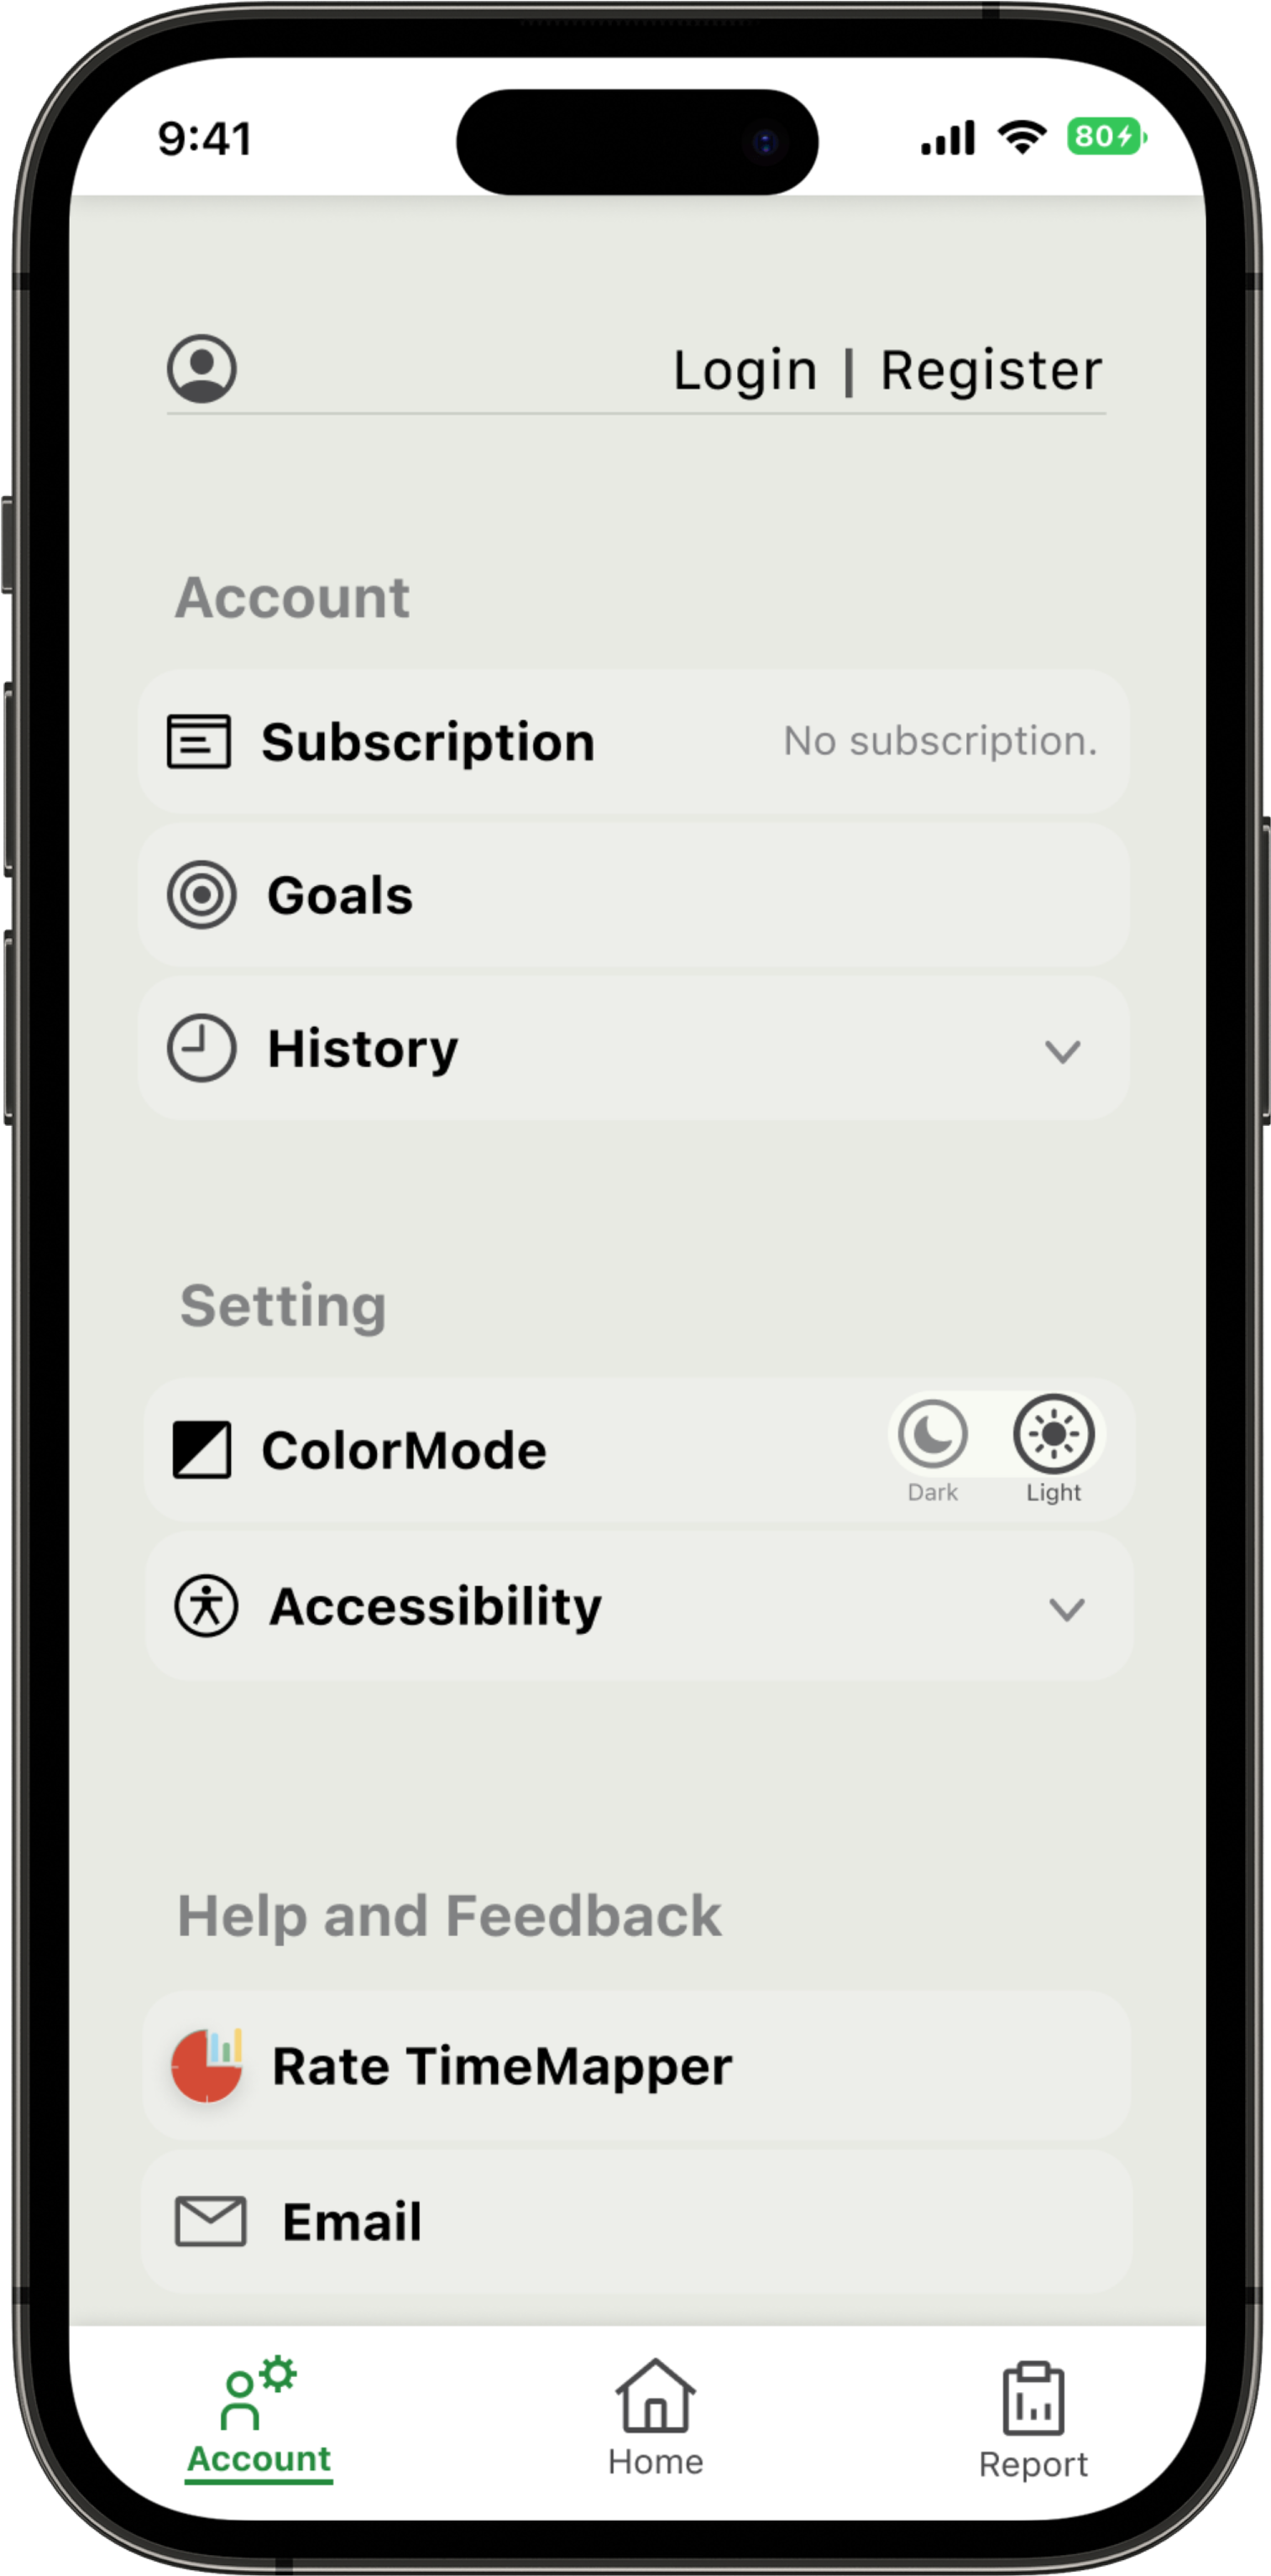 9:41 80
Login | Register
Account
Subscription No subscription.
Goals
History
Setting
ColorMode
Dark Light
Accessibility
Help and Feedback
Rate TimeMapper
Email
Account Home Report